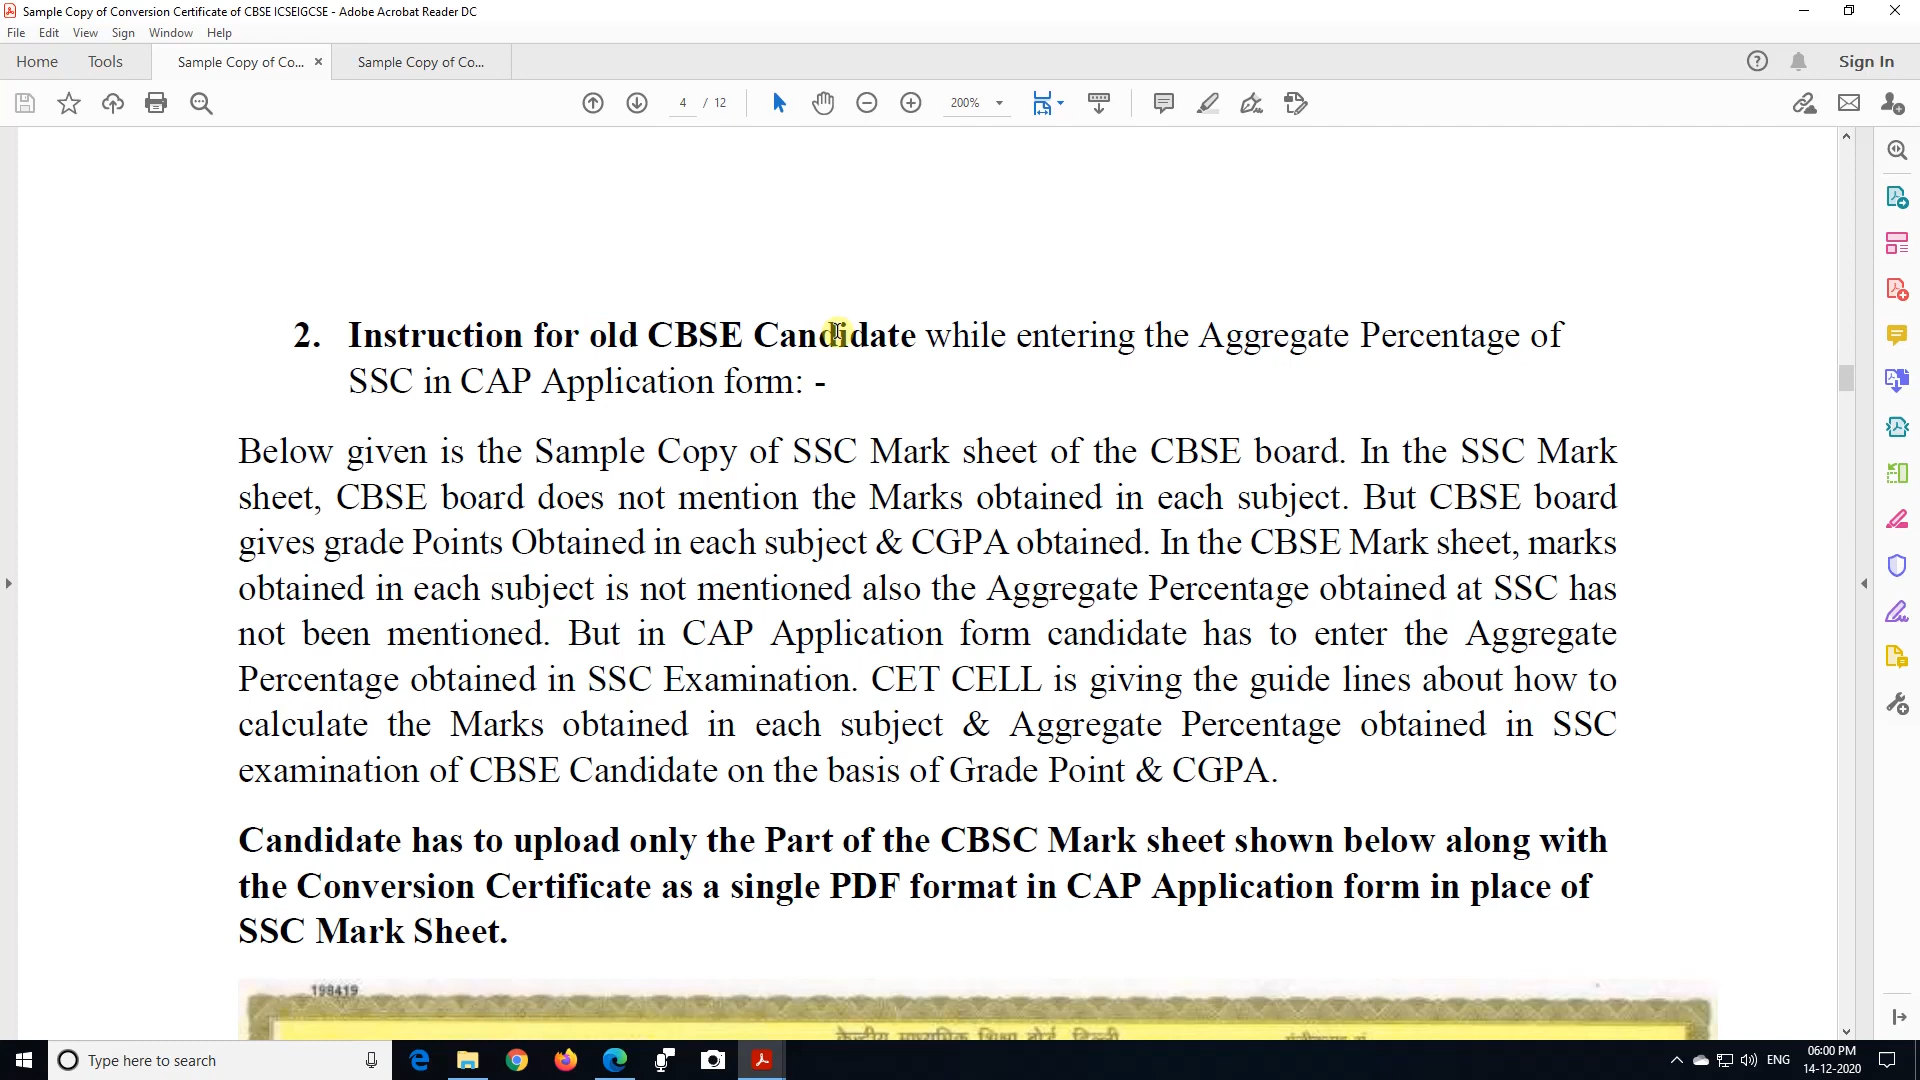 Sample Copy of Conversion Certificate of CBSE ICSEIGCSE - Adobe Acrobat Reader DC
File Edit View Sign Window Help
Home Tools Sample Copy of Co... × Sample Copy of Co... Sign In
4 / 12 200%
2. Instruction for old CBSE Candidate while entering the Aggregate Percentage of
SSC in CAP Application form: -
Below given is the Sample Copy of SSC Mark sheet of the CBSE board. In the SSC Mark
sheet, CBSE board does not mention the Marks obtained in each subject. But CBSE board
gives grade Points Obtained in each subject & CGPA obtained. In the CBSE Mark sheet, marks
obtained in each subject is not mentioned also the Aggregate Percentage obtained at SSC has
not been mentioned. But in CAP Application form candidate has to enter the Aggregate
Percentage obtained in SSC Examination. CET CELL is giving the guide lines about how to
calculate the Marks obtained in each subject & Aggregate Percentage obtained in SSC
examination of CBSE Candidate on the basis of Grade Point & CGPA.
Candidate has to upload only the Part of the CBSC Mark sheet shown below along with
the Conversion Certificate as a single PDF format in CAP Application form in place of
SSC Mark Sheet.
198419
Type here to search
ENG
06:00 PM
14-12-2020